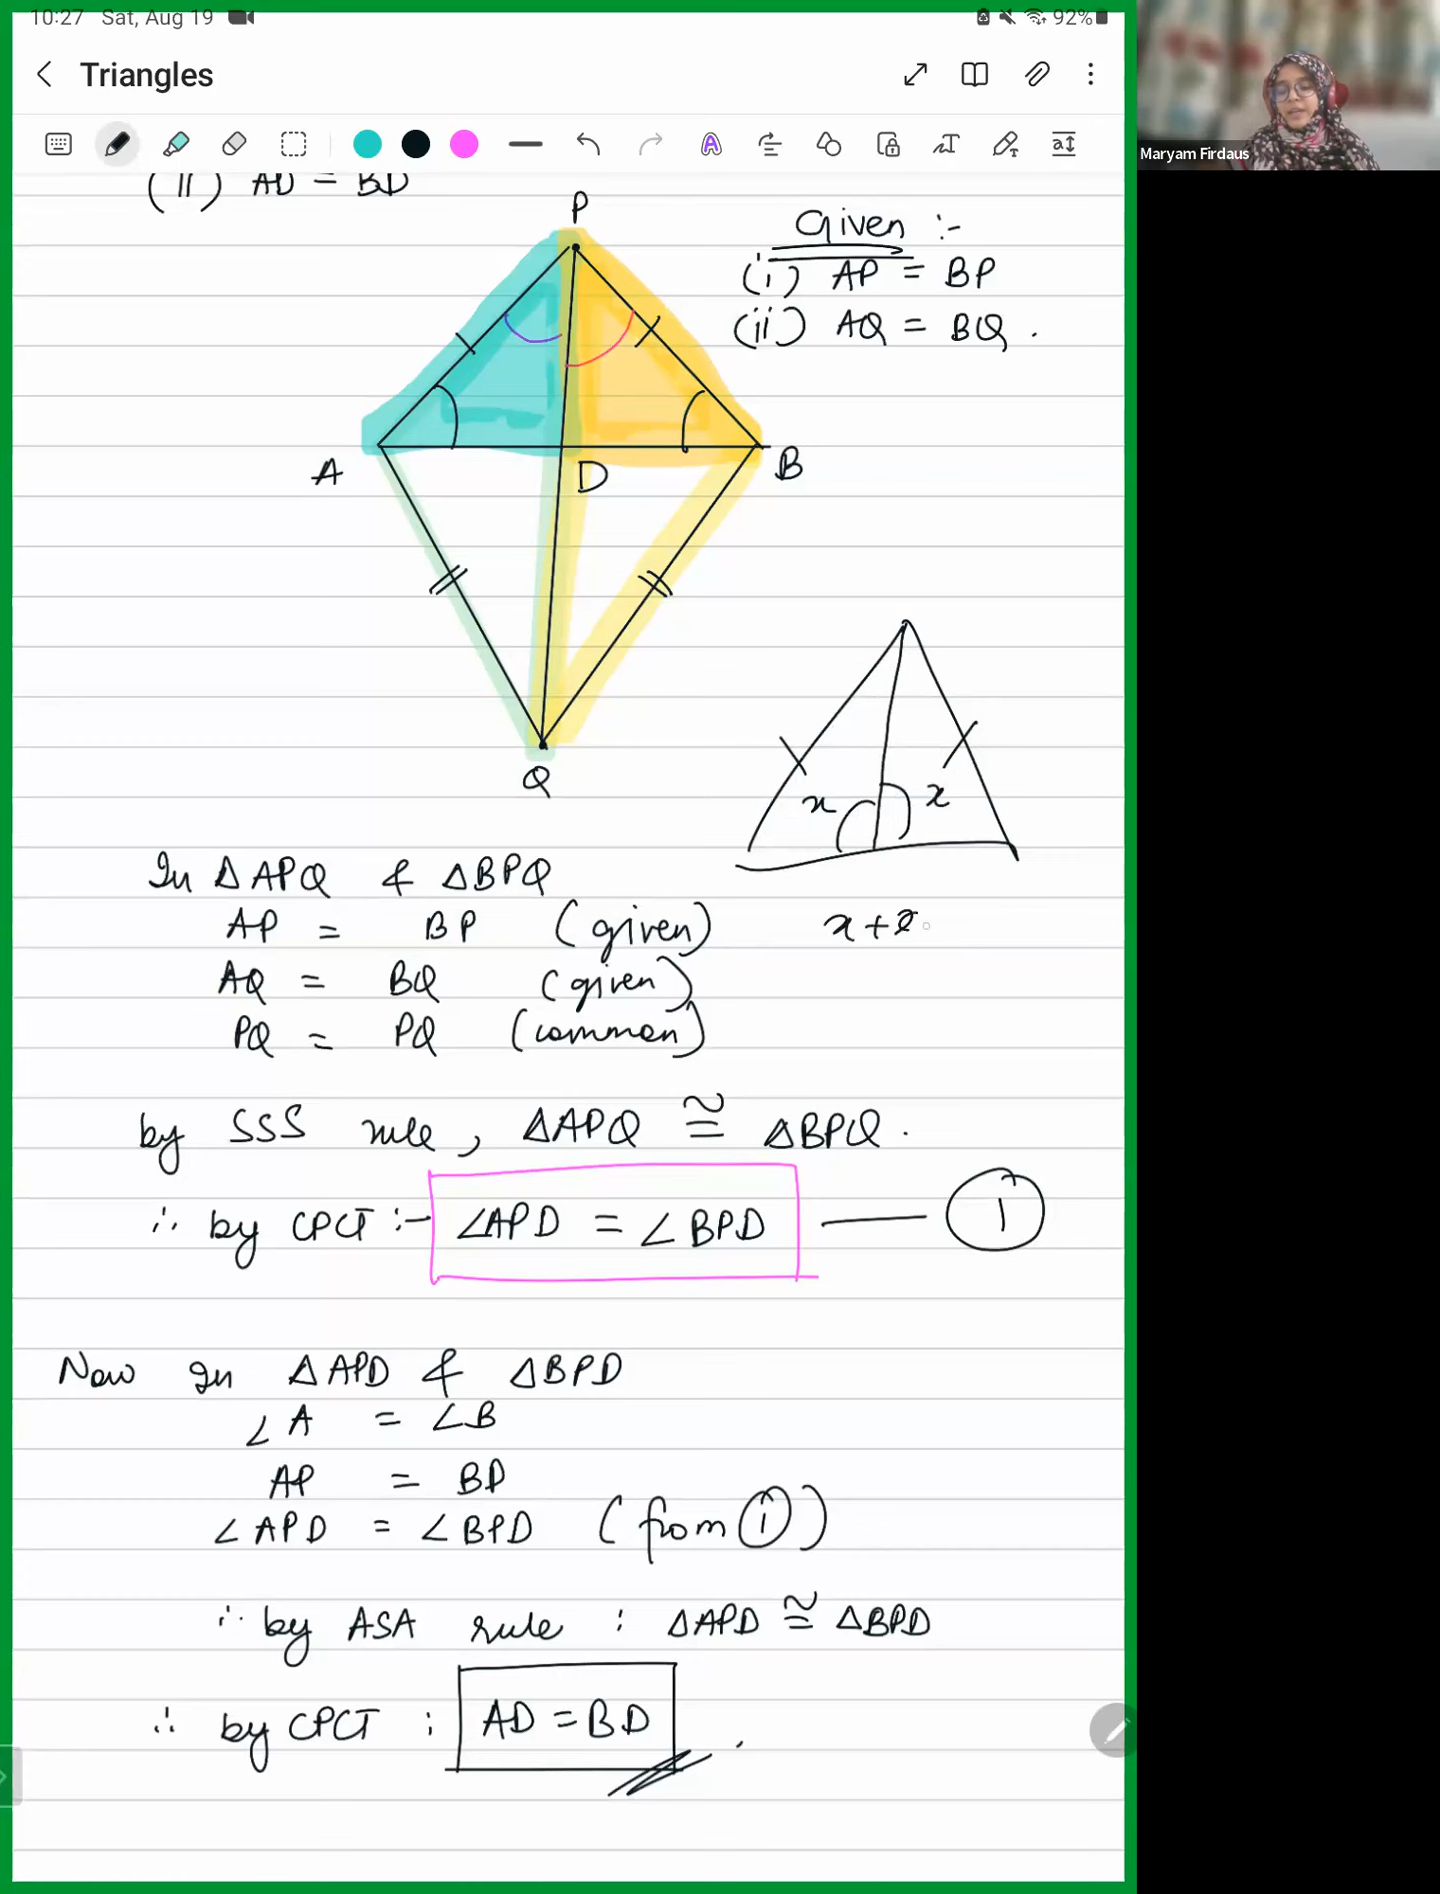 10:27 Sat, Aug 19
92%
Triangles
Maryam Firdaus
(ii) AD = BD
Given :-
(i) AP = BP
(ii) AQ = BQ .
P
A
D
B
Q
x
x
In ΔAPQ & ΔBPQ
AP = BP (given)
x+x
AQ = BQ (given)
PQ = PQ (common)
by SSS rule, ΔAPQ ≅ ΔBPQ.
∴ by CPCT :- ∠APD = ∠BPD — 1
Now In ΔAPD & ΔBPD
∠A = ∠B
AP = BP
∠APD = ∠BPD (from 1)
∴ by ASA rule : ΔAPD ≅ ΔBPD
∴ by CPCT : AD = BD .